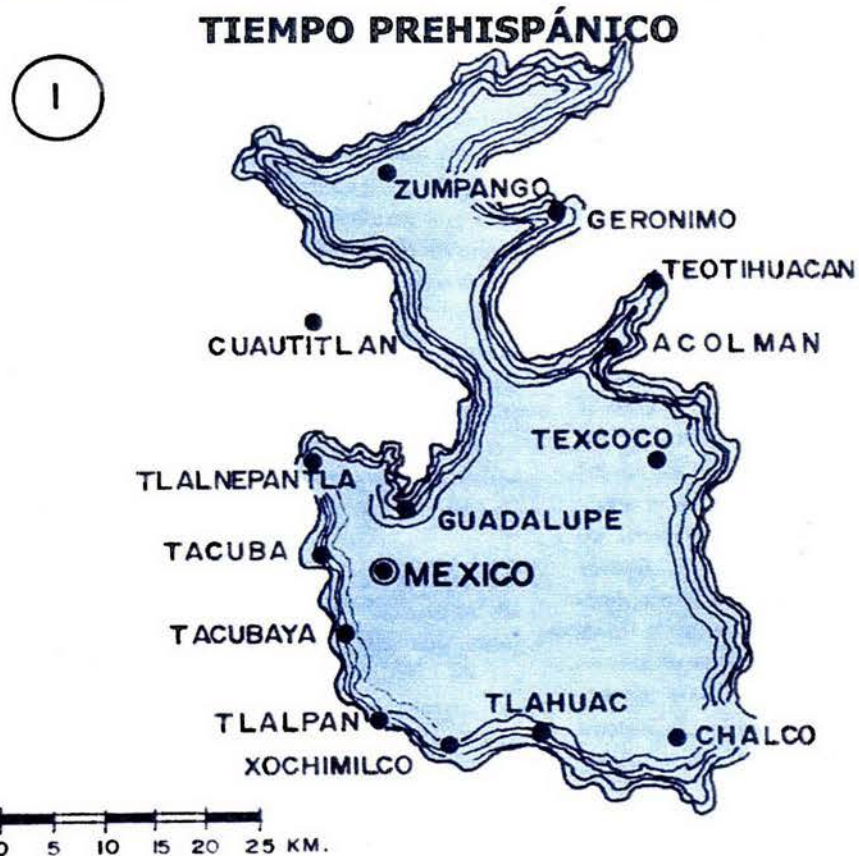 TIEMPO PREHISPÁNICO
I
ZUMPANGO
GERONIMO
TEOTIHUACAN
CUAUTITLAN
ACOLMAN
TEXCOCO
TLALNEPANTLA
GUADALUPE
TACUBA
MEXICO
TACUBAYA
TLALPAN
TLAHUAC
CHALCO
XOCHIMILCO
0 5 10 15 20 25 KM.